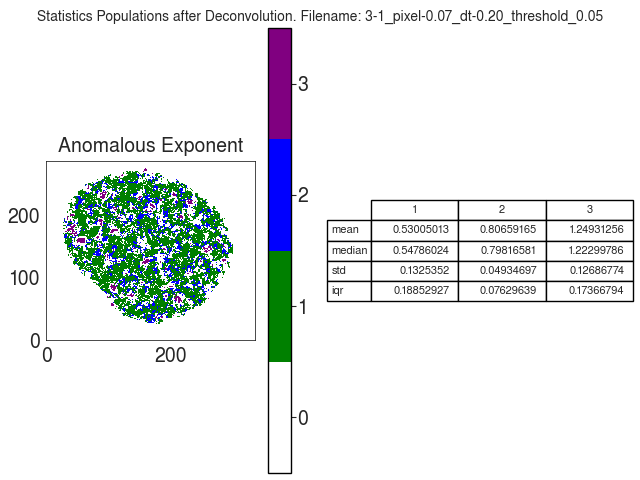 Statistics Populations after Deconvolution. Filename: 3-1_pixel-0.07_dt-0.20_threshold_0.05
Anomalous Exponent
200
100
0
0 200
3
2
1
0
1 2 3
mean 0.53005013 0.80659165 1.24931256
median 0.54786024 0.79816581 1.22299786
std 0.1325352 0.04934697 0.12686774
iqr 0.18852927 0.07629639 0.17366794